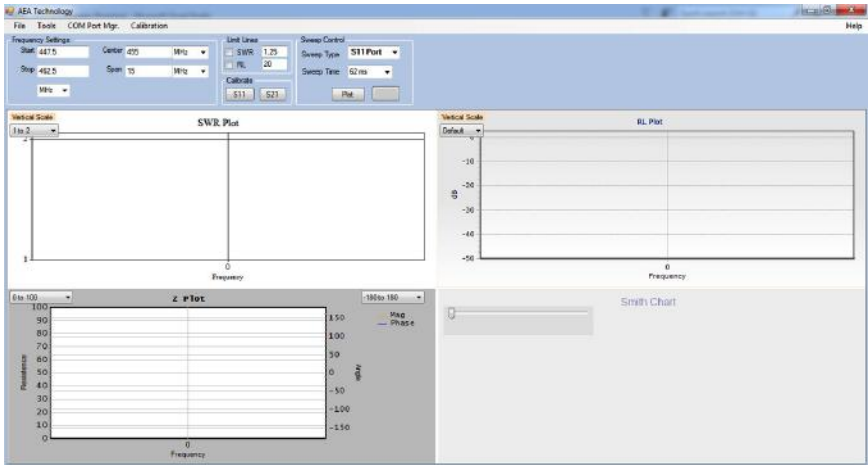 AEA Technology
File Tools COM Port Mgr. Calibration Help
Frequency Settings
Start 447.5 Center 455 MHz
Stop 462.5 Span 15 MHz
MHz
Limit Lines
SWR 1.25
RL 20
Calibrate
S11 S21
Sweep Control
Sweep Type S11 Port
Sweep Time 62ms
Plot
Vertical Scale
1 to 2
SWR Plot
2
1
0
Frequency
Vertical Scale
Default
RL Plot
0
-10
-20
-30
-40
-50
dB
0
Frequency
0 to 100
Z Plot
-180 to 180
100
90
80
70
60
50
40
30
20
10
0
Resistence
150
100
50
0
-50
-100
-150
Angle
Mag
Phase
0
Frequency
Smith Chart